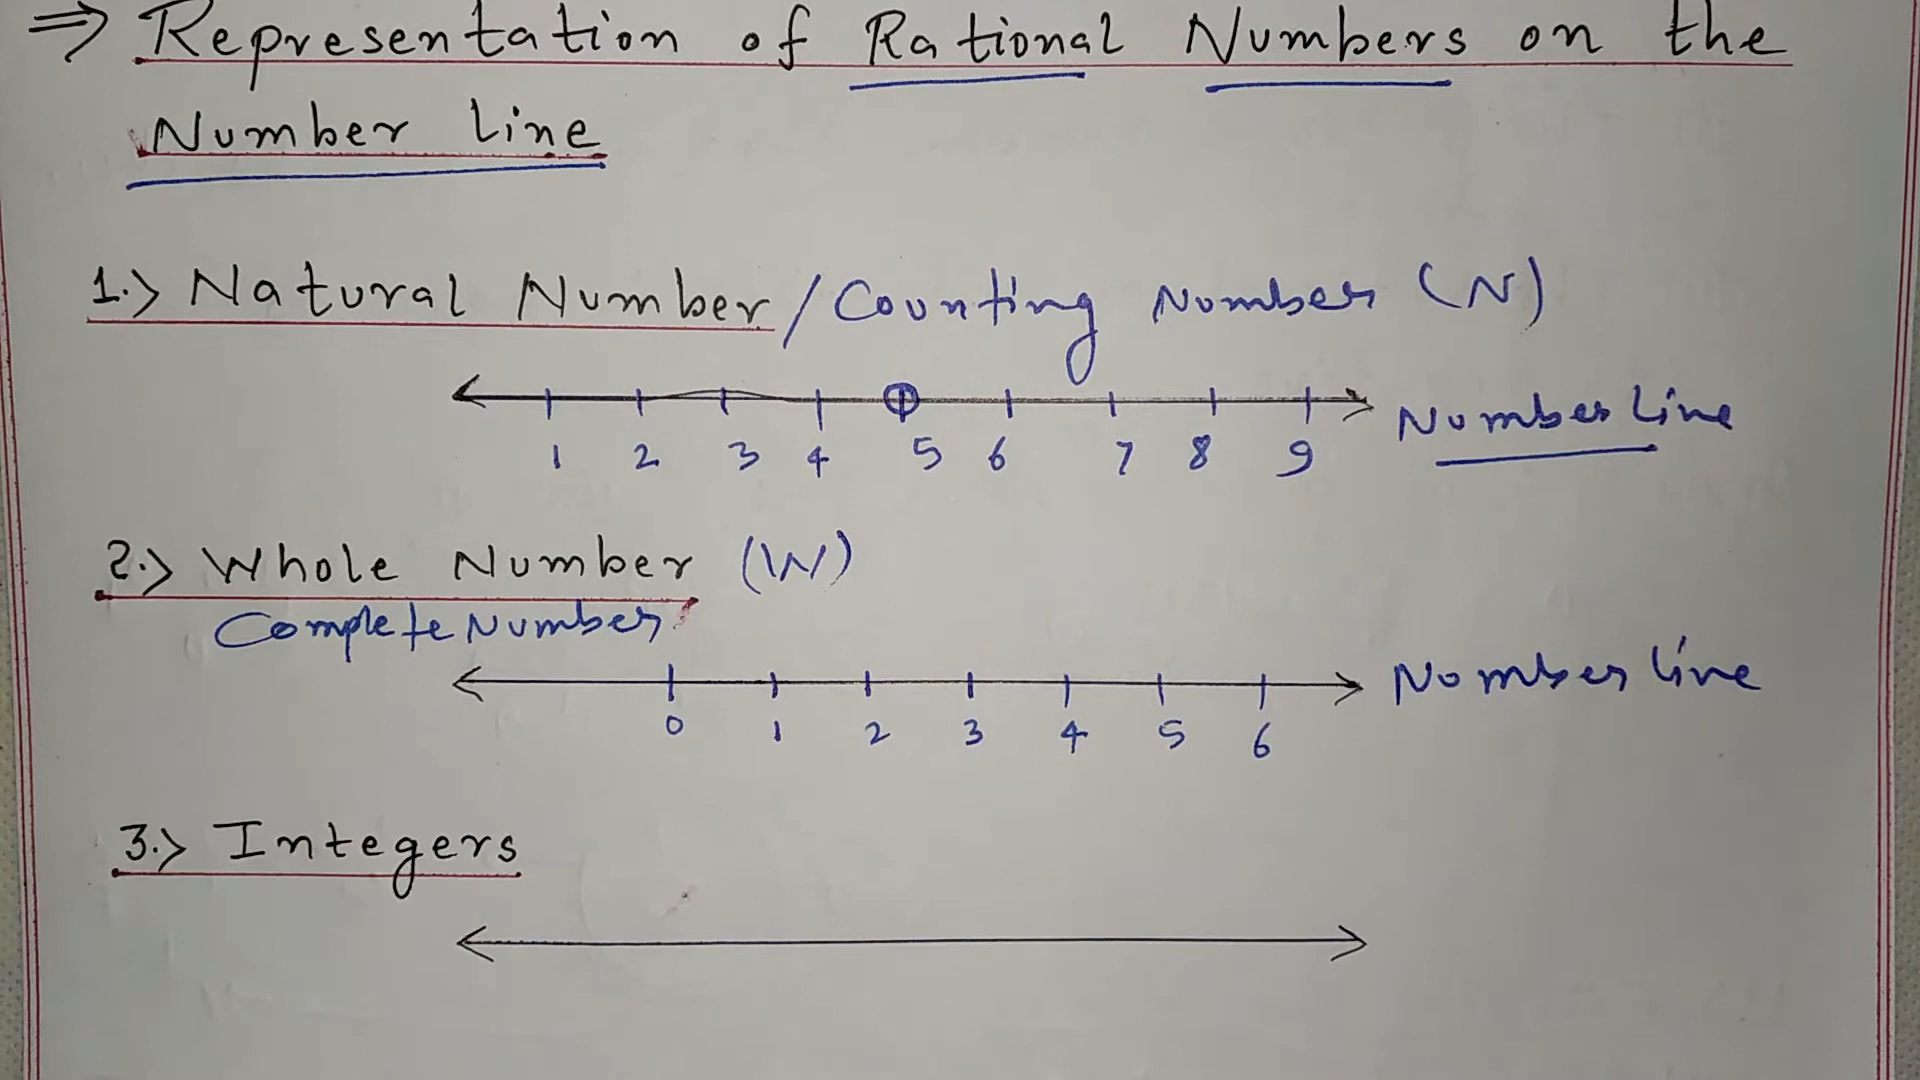 ⇒ Representation of Rational Numbers on the
Number Line
1.> Natural Number/Counting Number (N)
1 2 3 4 5 6 7 8 9 Number Line
2.> Whole Number (W)
Complete Number
0 1 2 3 4 5 6 Number line
3.> Integers